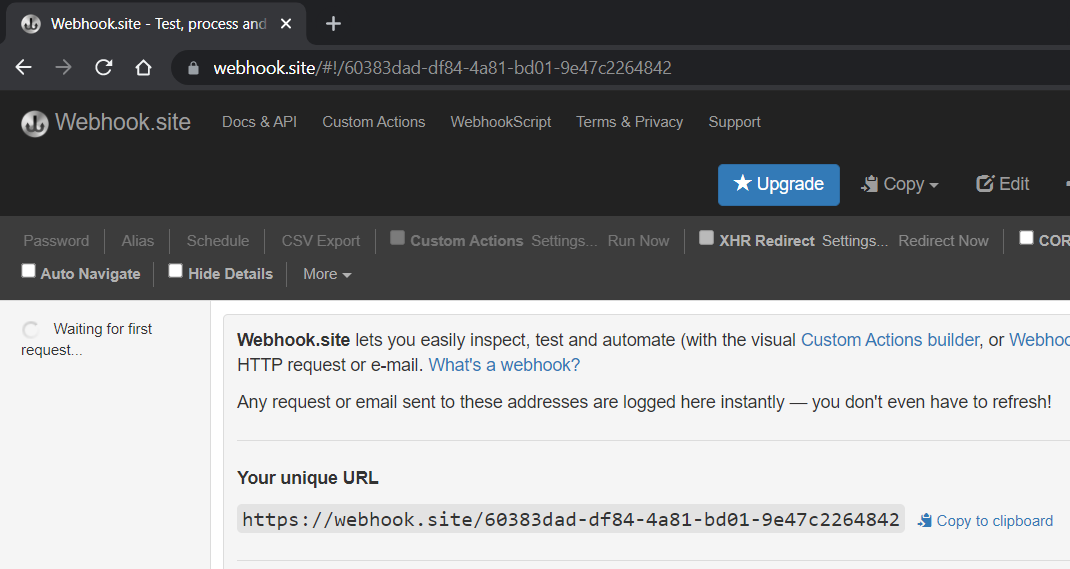 Webhook.site - Test, process and
webhook.site/#!/60383dad-df84-4a81-bd01-9e47c2264842
Webhook.site Docs & API Custom Actions WebhookScript Terms & Privacy Support
Upgrade Copy Edit
Password Alias Schedule CSV Export Custom Actions Settings... Run Now XHR Redirect Settings... Redirect Now COR
Auto Navigate Hide Details More
Waiting for first
request...
Webhook.site lets you easily inspect, test and automate (with the visual Custom Actions builder, or Webhoo
HTTP request or e-mail. What's a webhook?
Any request or email sent to these addresses are logged here instantly — you don't even have to refresh!
Your unique URL
https://webhook.site/60383dad-df84-4a81-bd01-9e47c2264842 Copy to clipboard